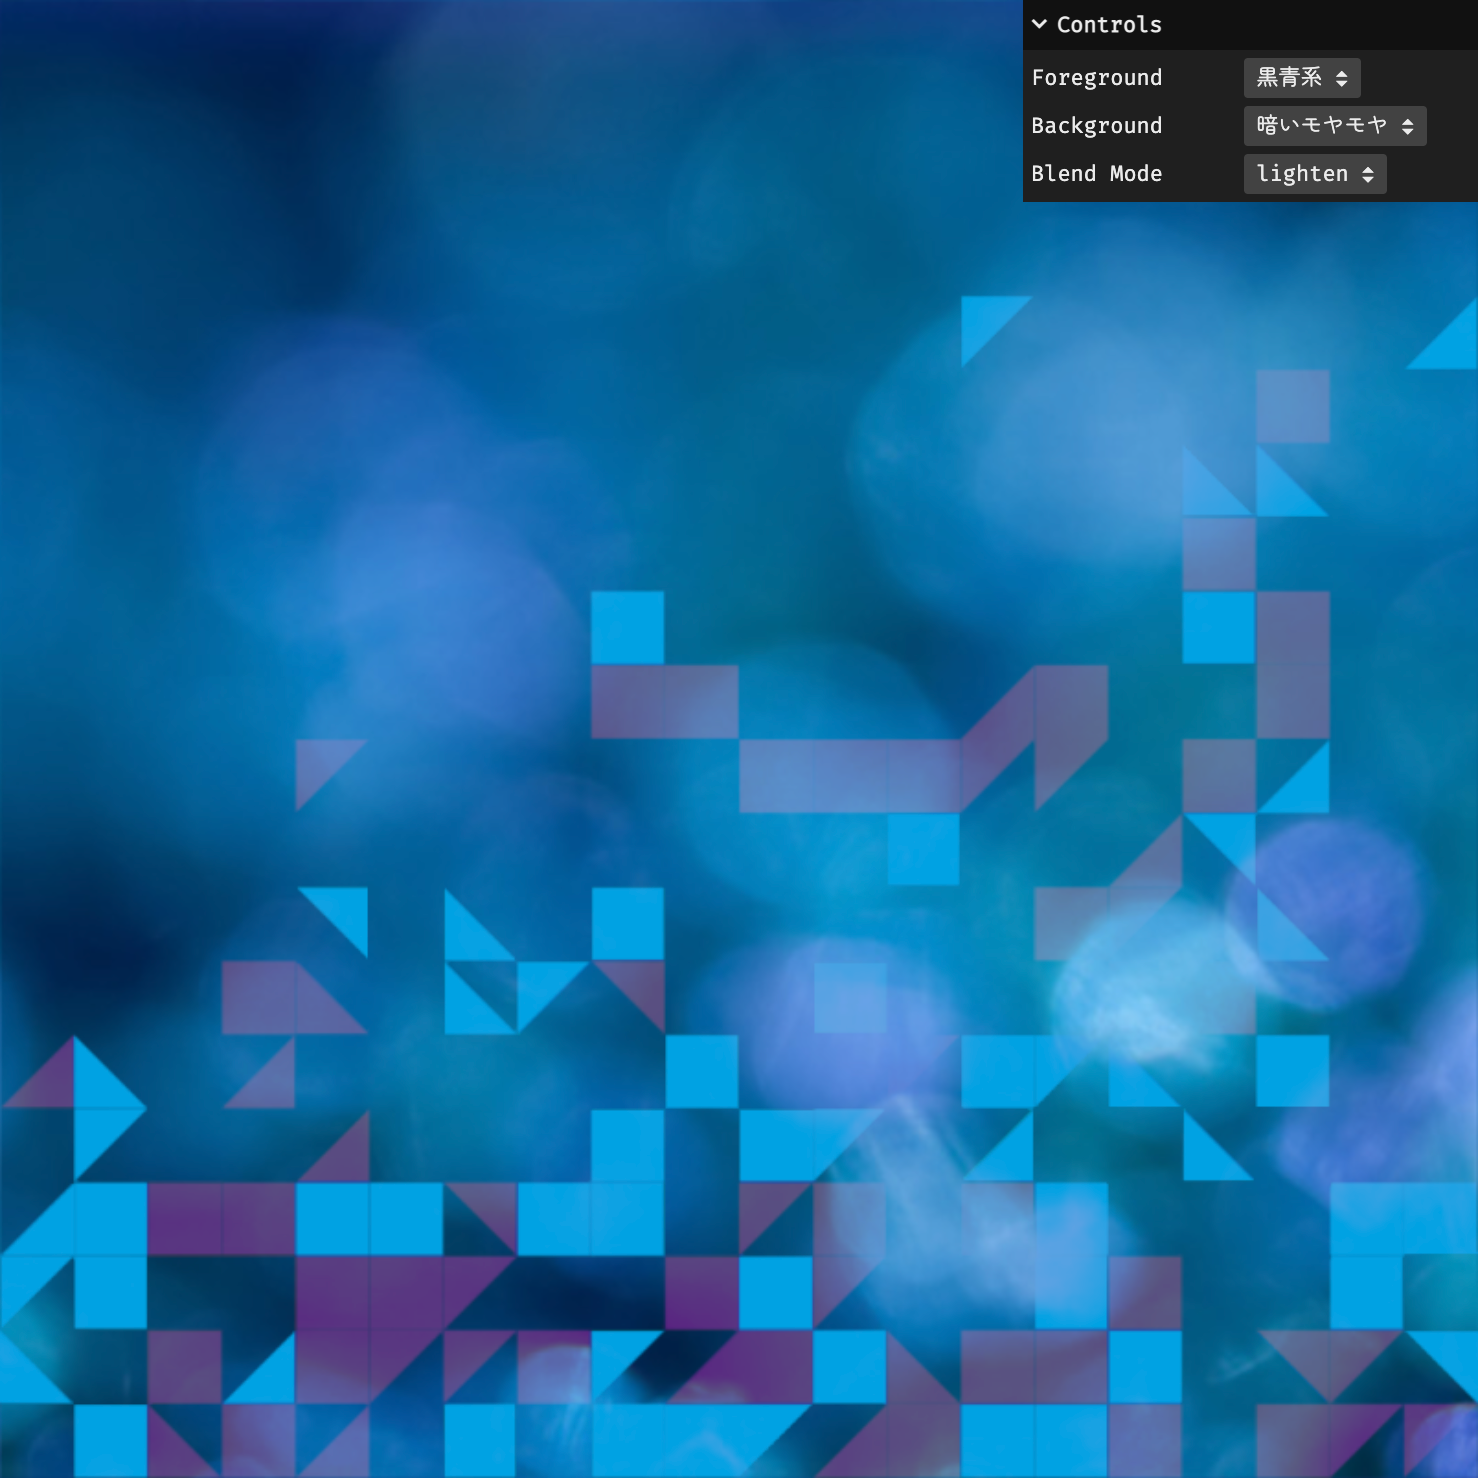 Controls
Foreground 黒青系
Background 暗いモヤモヤ
Blend Mode lighten